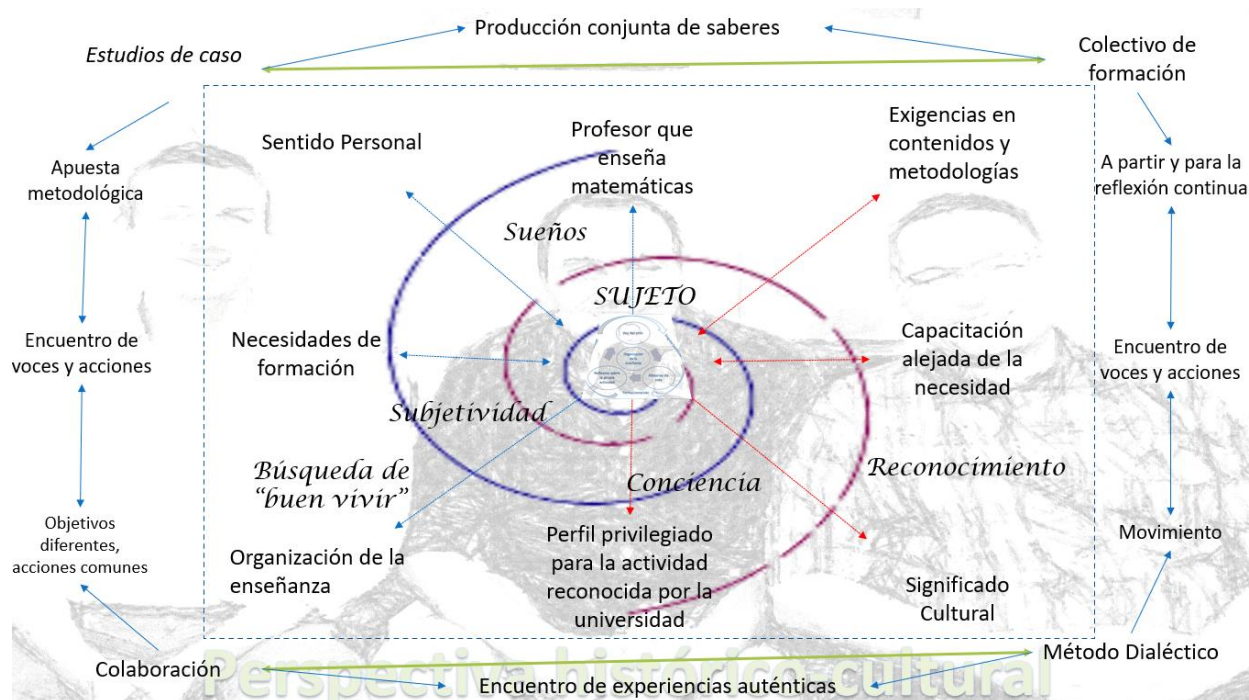 Producción conjunta de saberes
Estudios de caso
Colectivo de
formación
Sentido Personal
Profesor que
enseña
matemáticas
Exigencias en
contenidos y
metodologías
Apuesta
metodológica
A partir y para la
reflexión continua
Sueños
SUJETO
Encuentro de
voces y acciones
Necesidades de
formación
Capacitación
alejada de la
necesidad
Encuentro de
voces y acciones
Subjetividad
Búsqueda de
“buen vivir”
Conciencia
Reconocimiento
Objetivos
diferentes,
acciones comunes
Organización de la
enseñanza
Perfil privilegiado
para la actividad
reconocida por la
universidad
Movimiento
Significado
Cultural
Colaboración
Método Dialéctico
Perspectiva histórico-cultural
Encuentro de experiencias auténticas